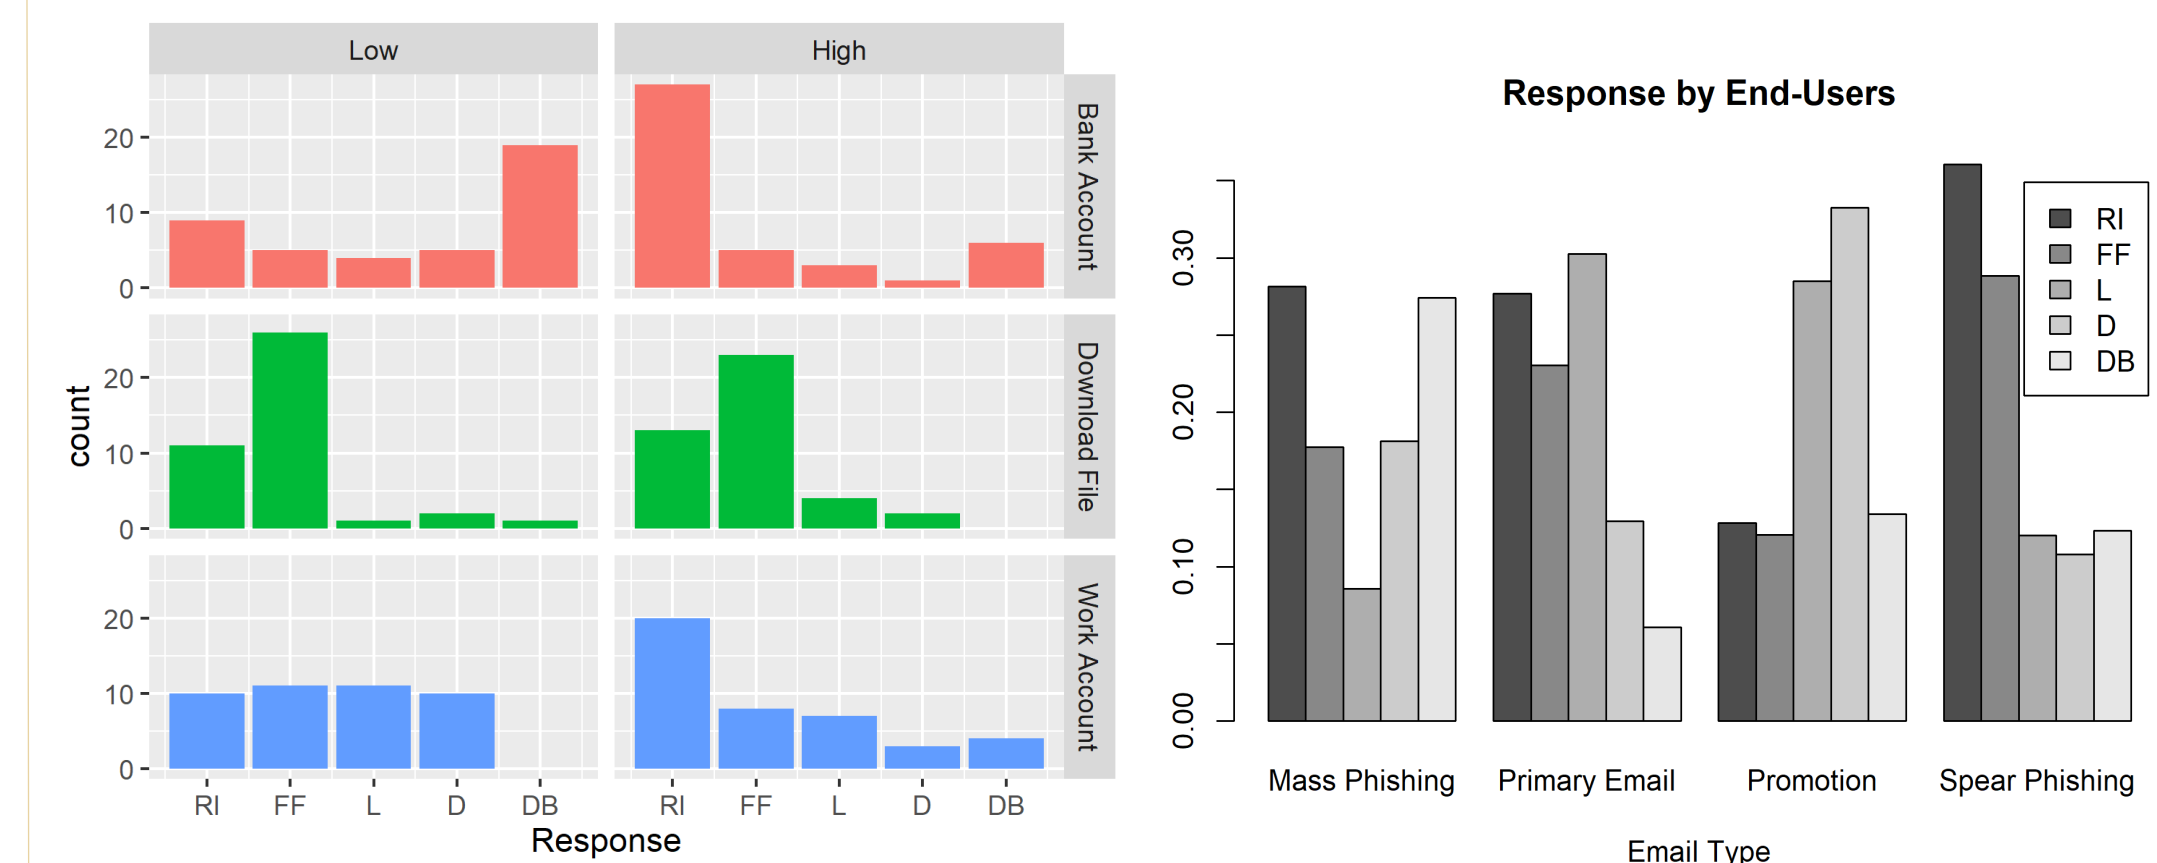 Low
High
Bank Account
20
10
0
Download File
20
10
0
Work Account
20
10
0
count
RI FF L D DB
RI FF L D DB
Response
Response by End-Users
0.30
0.20
0.10
0.00
RI
FF
L
D
DB
Mass Phishing Primary Email Promotion Spear Phishing
Email Type